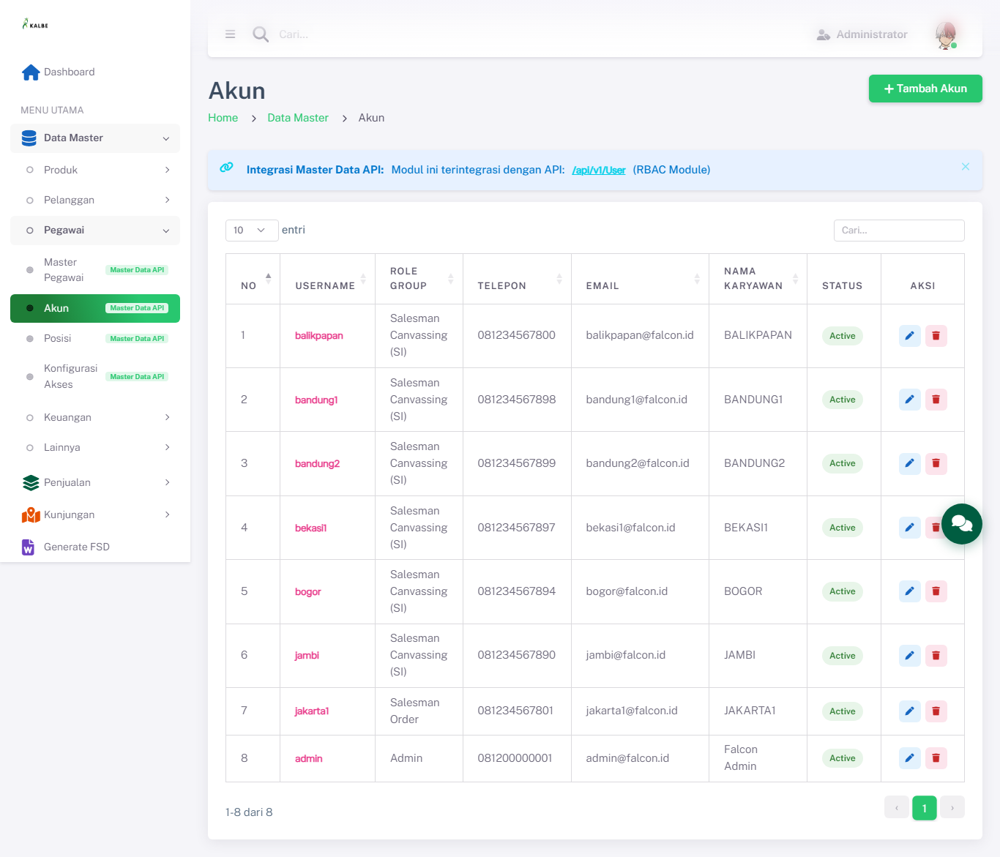 KALBE
Dashboard
MENU UTAMA
Data Master
Produk
Pelanggan
Pegawai
Master
Pegawai
Master Data API
Akun
Master Data API
Posisi
Master Data API
Konfigurasi
Akses
Master Data API
Keuangan
Lainnya
Penjualan
Kunjungan
W
Generate FSD
Cari...
Administrator
Akun
Tambah Akun
Home > Data Master > Akun
Integrasi Master Data API: Modul ini terintegrasi dengan API: /api/v1/User (RBAC Module)
10 entri
Cari...
NO USERNAME ROLE GROUP TELEPON EMAIL NAMA KARYAWAN STATUS AKSI
1 balikpapan Salesman Canvassing (SI) 081234567800 balikpapan@falcon.id BALIKPAPAN Active
2 bandung1 Salesman Canvassing (SI) 081234567898 bandung1@falcon.id BANDUNG1 Active
3 bandung2 Salesman Canvassing (SI) 081234567899 bandung2@falcon.id BANDUNG2 Active
4 bekasi1 Salesman Canvassing (SI) 081234567897 bekasi1@falcon.id BEKASI1 Active
5 bogor Salesman Canvassing (SI) 081234567894 bogor@falcon.id BOGOR Active
6 jambi Salesman Canvassing (SI) 081234567890 jambi@falcon.id JAMBI Active
7 jakarta1 Salesman Order 081234567801 jakarta1@falcon.id JAKARTA1 Active
8 admin Admin 081200000001 admin@falcon.id Falcon Admin Active
1-8 dari 8
‹ 1 ›